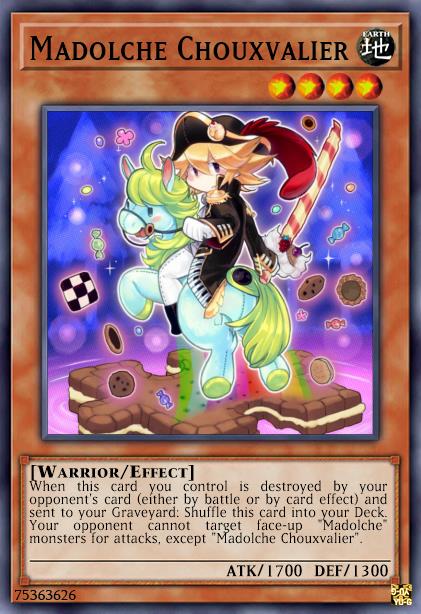 Madolche Chouxvalier
EARTH
地
[Warrior/Effect]
When this card you control is destroyed by your
opponent's card (either by battle or by card effect) and
sent to your Graveyard: Shuffle this card into your Deck.
Your opponent cannot target face-up "Madolche"
monsters for attacks, except "Madolche Chouxvalier".
ATK/1700 DEF/1300
75363626